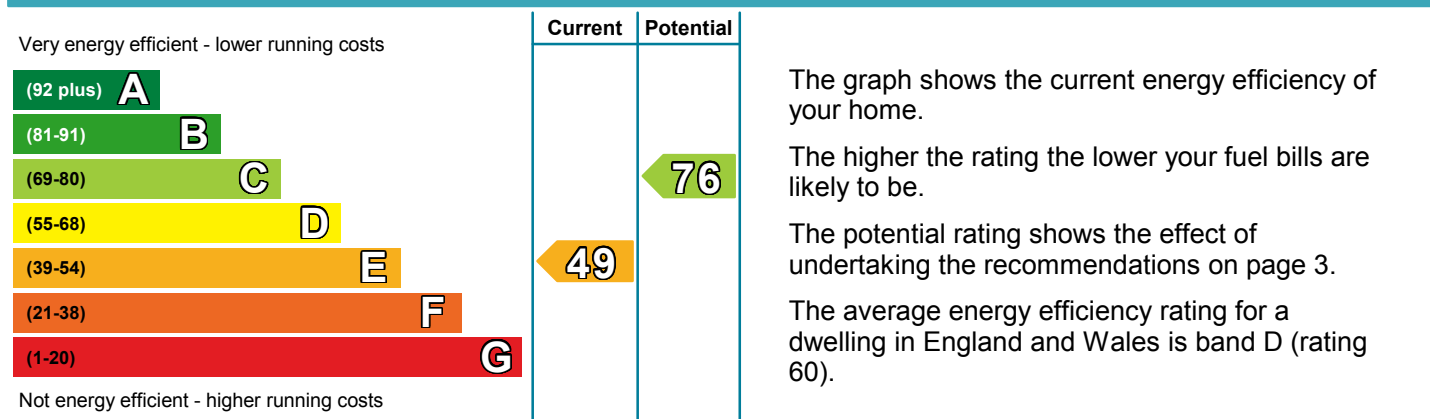 Current Potential
Very energy efficient - lower running costs
(92 plus) A
(81-91) B
(69-80) C
76
(55-68) D
(39-54) E
49
(21-38) F
(1-20) G
Not energy efficient - higher running costs
The graph shows the current energy efficiency of
your home.
The higher the rating the lower your fuel bills are
likely to be.
The potential rating shows the effect of
undertaking the recommendations on page 3.
The average energy efficiency rating for a
dwelling in England and Wales is band D (rating
60).